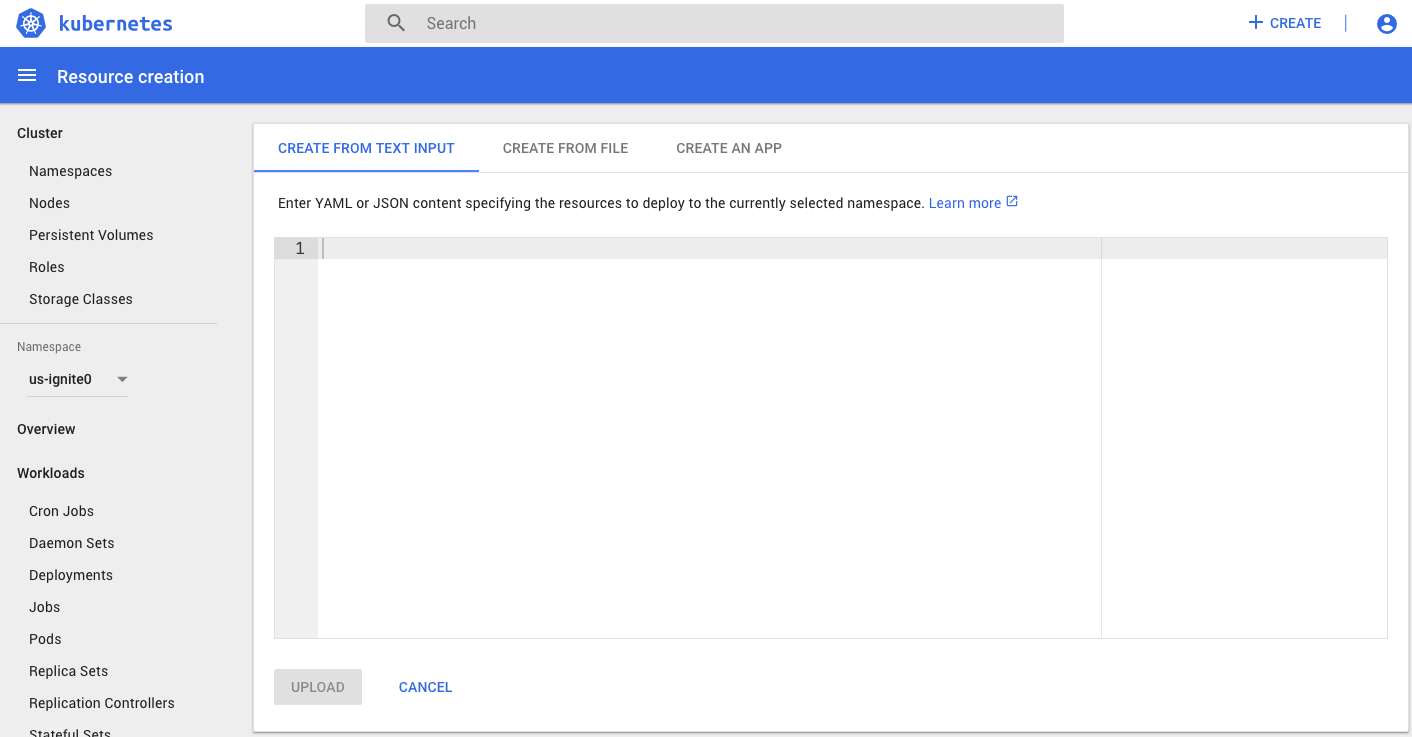 kubernetes
Search
CREATE
Resource creation
Cluster
Namespaces
Nodes
Persistent Volumes
Roles
Storage Classes
Namespace
us-ignite0
Overview
Workloads
Cron Jobs
Daemon Sets
Deployments
Jobs
Pods
Replica Sets
Replication Controllers
Stateful Sets
CREATE FROM TEXT INPUT
CREATE FROM FILE
CREATE AN APP
Enter YAML or JSON content specifying the resources to deploy to the currently selected namespace. Learn more
1
UPLOAD
CANCEL